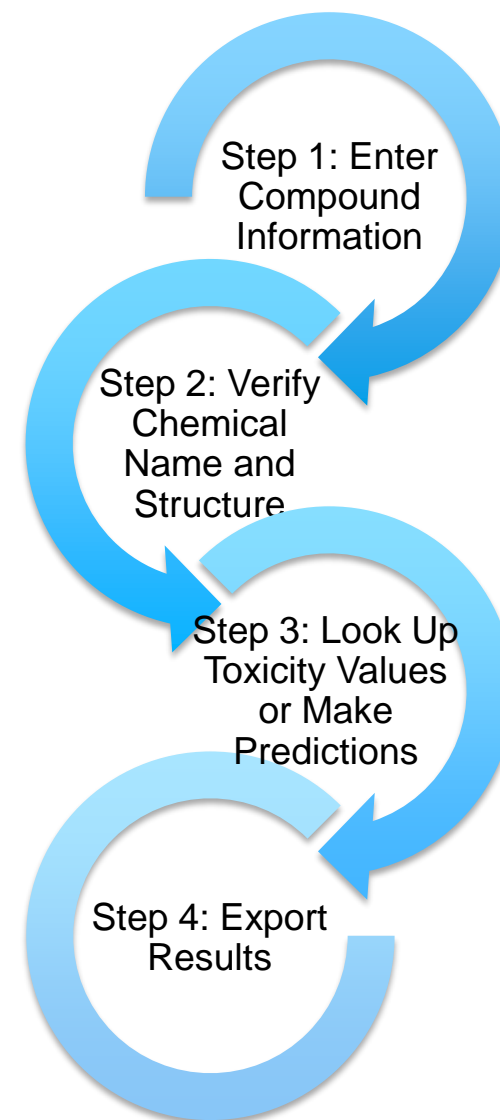 Step 1: Enter
Compound
Information
Step 2: Verify
Chemical
Name and
Structure
Step 3: Look Up
Toxicity Values
or Make
Predictions
Step 4: Export
Results